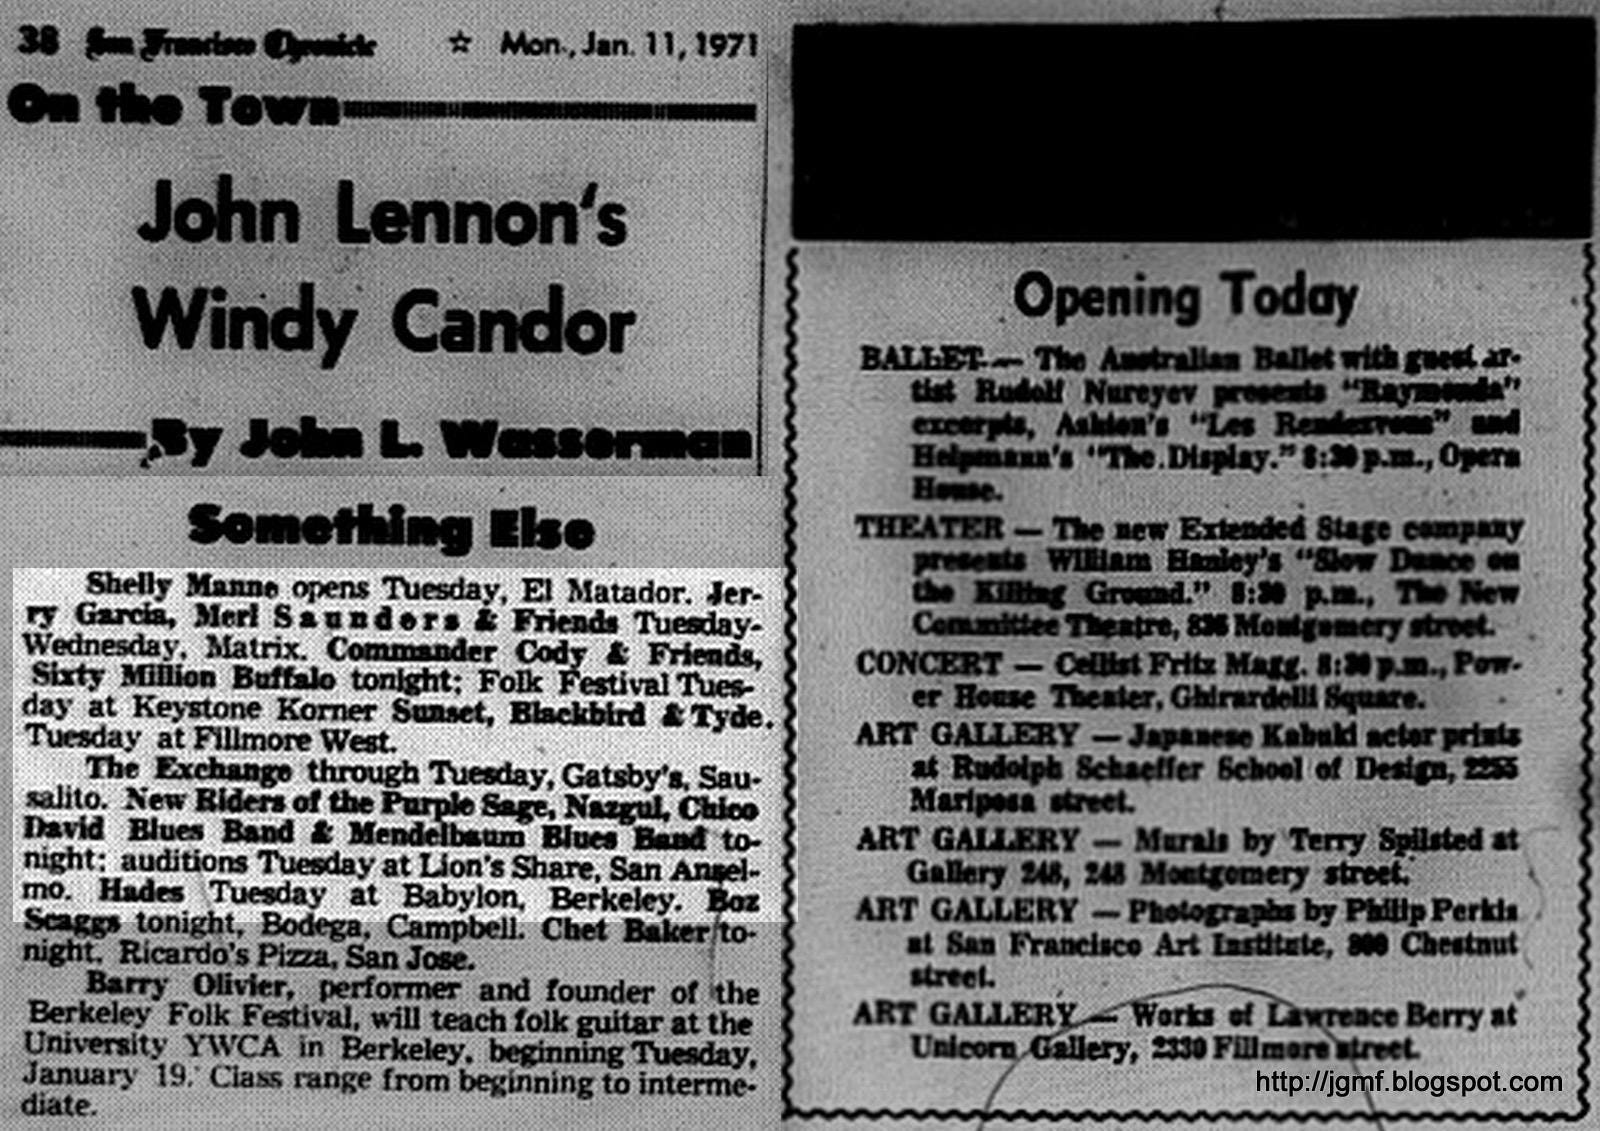 38 San Francisco Chronicle ☆ Mon., Jan. 11, 1971
On the Town
John Lennon's
Windy Candor
By John L. Wasserman
Something Else
Shelly Manne opens Tuesday, El Matador. Jer-
ry Garcia, Merl Saunders & Friends Tuesday-
Wednesday, Matrix. Commander Cody & Friends,
Sixty Million Buffalo tonight; Folk Festival Tues-
day at Keystone Korner Sunset, Blackbird & Tyde.
Tuesday at Fillmore West.
The Exchange through Tuesday, Gatsby's, Sau-
salito. New Riders of the Purple Sage, Nazgul, Chico
David Blues Band & Mendelbaum Blues Band to-
night; auditions Tuesday at Lion's Share, San Ansel-
mo. Hades Tuesday at Babylon, Berkeley. Boz
Scaggs tonight, Bodega, Campbell. Chet Baker to-
night, Ricardo's Pizza, San Jose.
Barry Olivier, performer and founder of the
Berkeley Folk Festival, will teach folk guitar at the
University YWCA in Berkeley, beginning Tuesday,
January 19. Class range from beginning to interme-
diate.
Opening Today
BALLET — The Australian Ballet with guest ar-
tist Rudolf Nureyev presents "Raymonda"
excerpts, Ashton's "Les Rendezvous" and
Helpmann's "The Display." 8:30 p.m., Opera
House.
THEATER — The new Extended Stage company
presents William Hanley's "Slow Dance on
the Killing Ground." 8:30 p.m., The New
Committee Theatre, 836 Montgomery street.
CONCERT — Cellist Fritz Magg. 8:30 p.m., Pow-
er House Theater, Ghirardelli Square.
ART GALLERY — Japanese Kabuki actor prints
at Rudolph Schaeffer School of Design, 2255
Mariposa street.
ART GALLERY — Murals by Terry Spilsted at
Gallery 248, 248 Montgomery street.
ART GALLERY — Photographs by Philip Perkis
at San Francisco Art Institute, 800 Chestnut
street.
ART GALLERY — Works of Lawrence Berry at
Unicorn Gallery, 2330 Fillmore street.
http://jgmf.blogspot.com